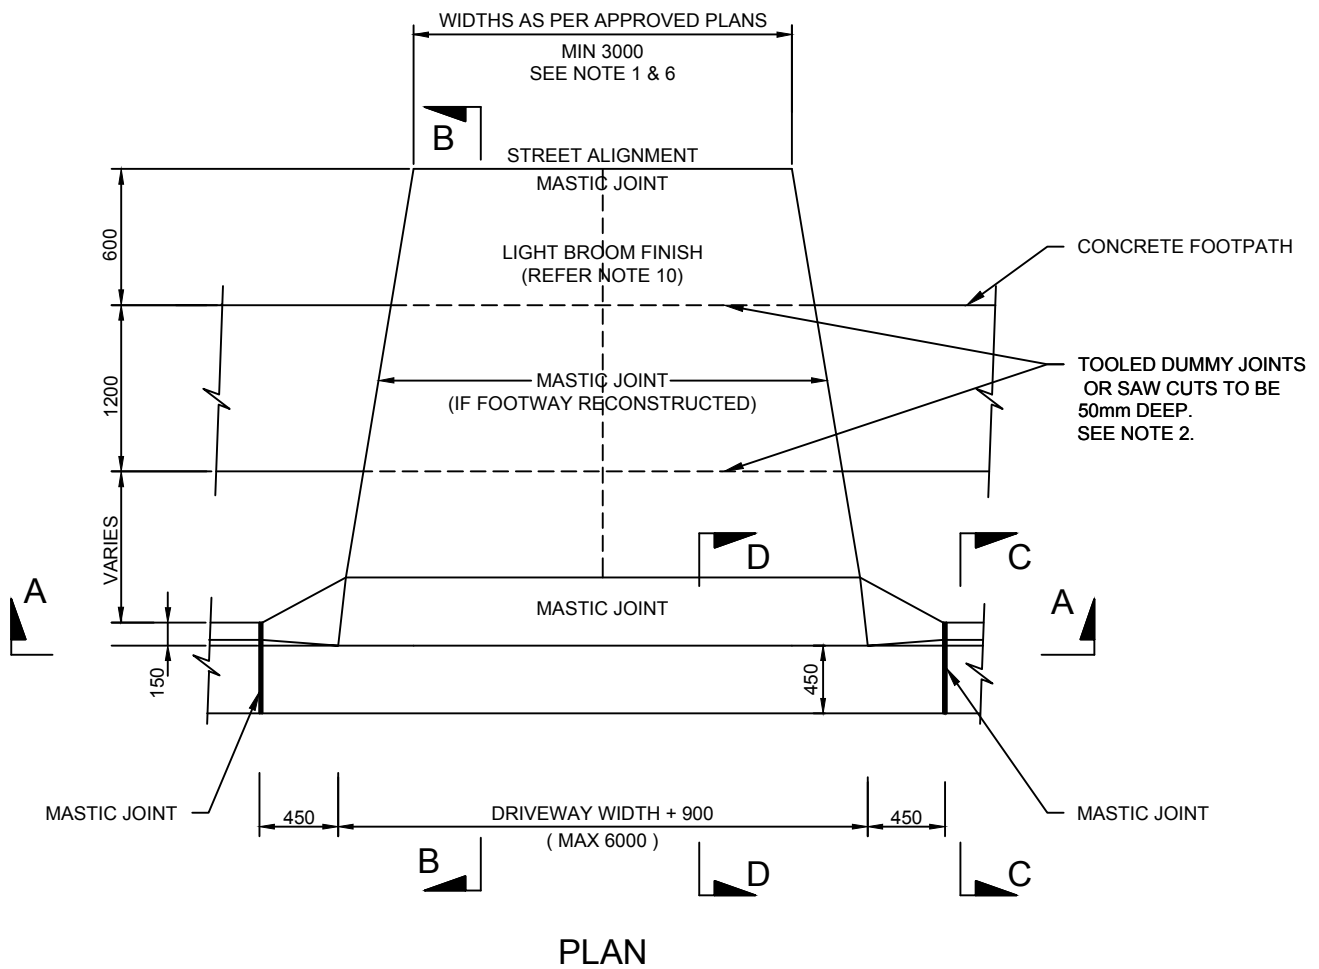 WIDTHS AS PER APPROVED PLANS
MIN 3000
SEE NOTE 1 & 6
B
STREET ALIGNMENT
MASTIC JOINT
600
LIGHT BROOM FINISH
(REFER NOTE 10)
CONCRETE FOOTPATH
1200
MASTIC JOINT
(IF FOOTWAY RECONSTRUCTED)
TOOLED DUMMY JOINTS
OR SAW CUTS TO BE
50mm DEEP.
SEE NOTE 2.
VARIES
D
C
A
MASTIC JOINT
A
150
450
MASTIC JOINT
450
DRIVEWAY WIDTH + 900
( MAX 6000 )
450
MASTIC JOINT
B
D
C
PLAN